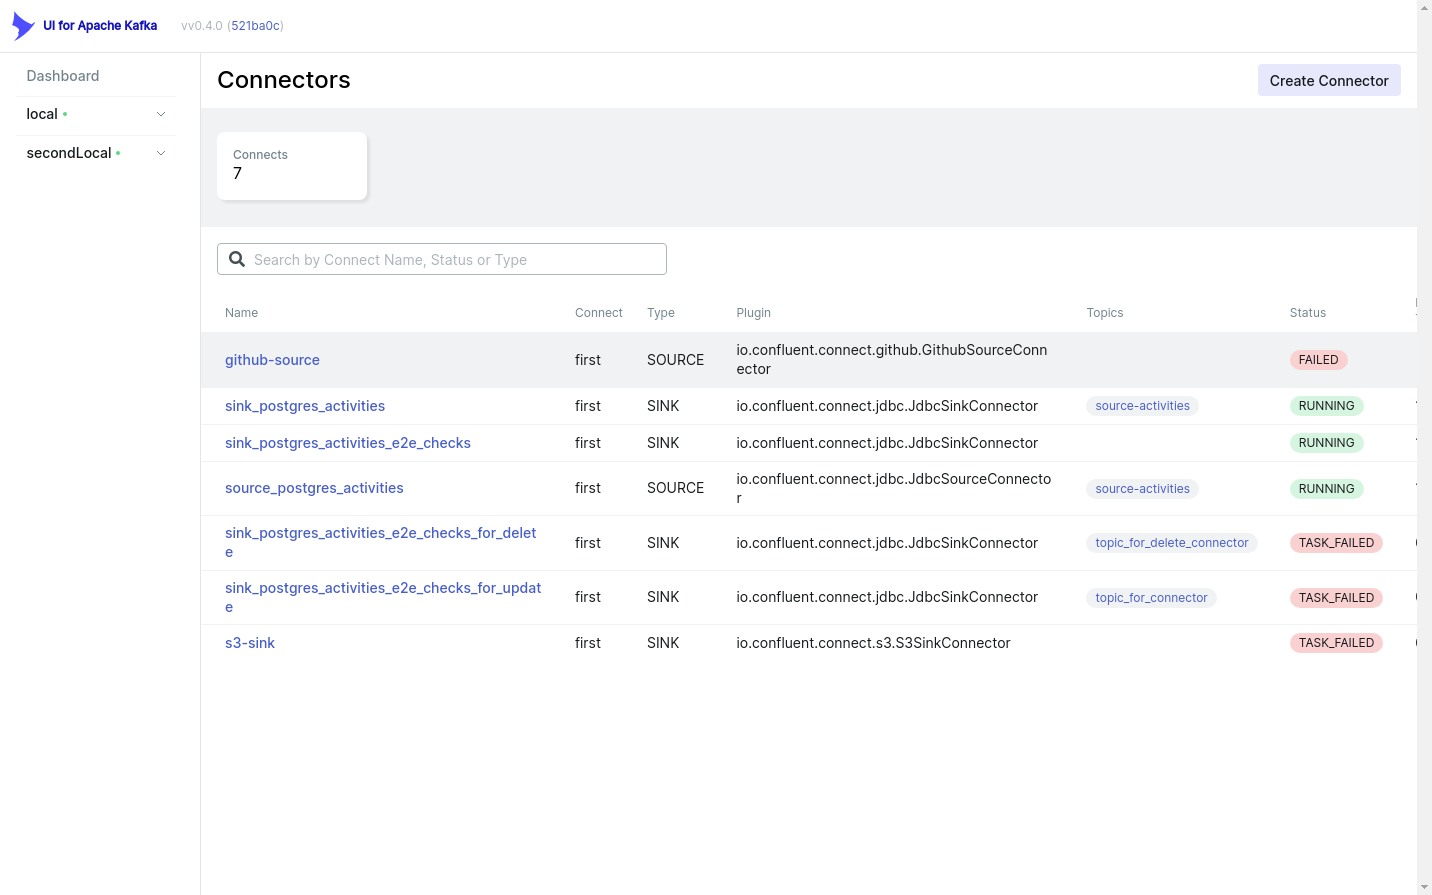 UI for Apache Kafka vv0.4.0 (521ba0c)
Dashboard
local
secondLocal
Connectors
Create Connector
Connects
7
Search by Connect Name, Status or Type
Name Connect Type Plugin Topics Status
github-source first SOURCE io.confluent.connect.github.GithubSourceConn
ector FAILED
sink_postgres_activities first SINK io.confluent.connect.jdbc.JdbcSinkConnector source-activities RUNNING
sink_postgres_activities_e2e_checks first SINK io.confluent.connect.jdbc.JdbcSinkConnector RUNNING
source_postgres_activities first SOURCE io.confluent.connect.jdbc.JdbcSourceConnecto
r source-activities RUNNING
sink_postgres_activities_e2e_checks_for_delet
e first SINK io.confluent.connect.jdbc.JdbcSinkConnector topic_for_delete_connector TASK_FAILED
sink_postgres_activities_e2e_checks_for_updat
e first SINK io.confluent.connect.jdbc.JdbcSinkConnector topic_for_connector TASK_FAILED
s3-sink first SINK io.confluent.connect.s3.S3SinkConnector TASK_FAILED